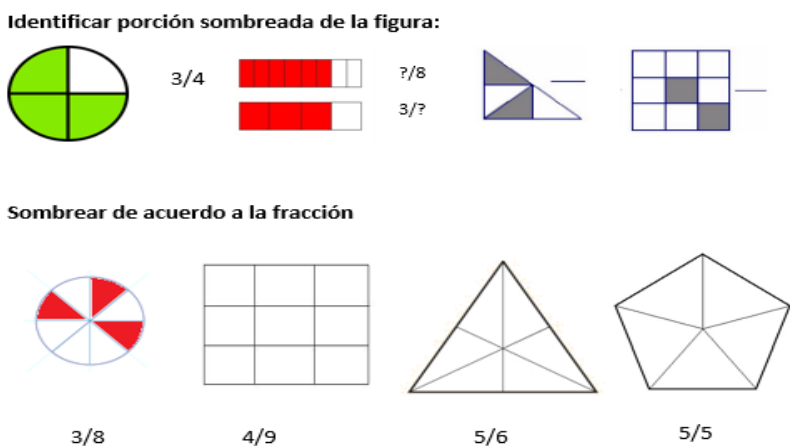 Identificar porción sombreada de la figura:
3/4
?/8
3/?
Sombrear de acuerdo a la fracción
3/8 4/9 5/6 5/5